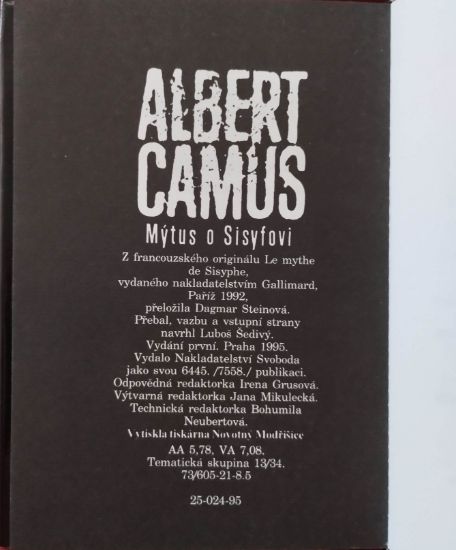 ALBERT
CAMUS
Mýtus o Sisyfovi
Z francouzského originálu Le mythe
de Sisyphe,
vydaného nakladatelstvím Gallimard,
Paříž 1992,
přeložila Dagmar Steinová.
Přebal, vazbu a vstupní strany
navrhl Luboš Šedivý.
Vydání první. Praha 1995.
Vydalo Nakladatelství Svoboda
jako svou 6445. /7558./ publikaci.
Odpovědná redaktorka Irena Grusová.
Výtvarná redaktorka Jana Mikulecká.
Technická redaktorka Bohumila
Neubertová.
Vytiskla tiskárna Novotný Modřišice
AA 5,78, VA 7,08.
Tematická skupina 13/34.
73/605-21-8.5
25-024-95